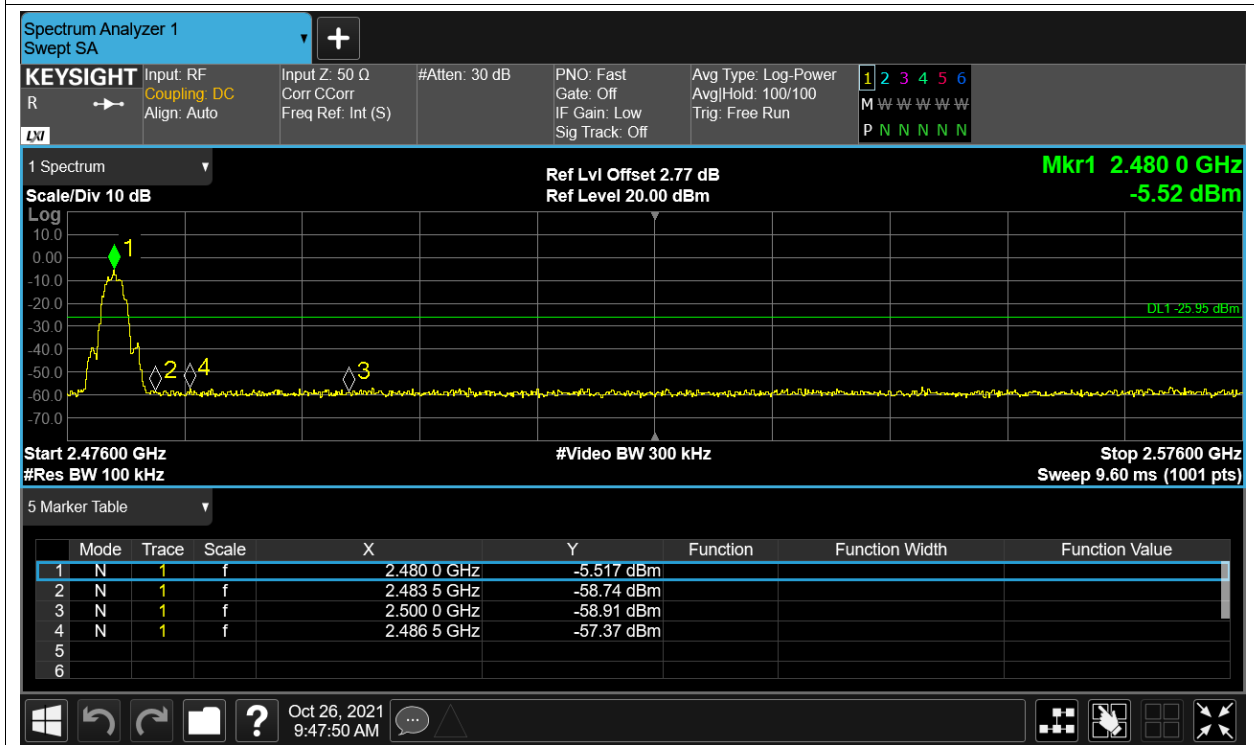 Spectrum Analyzer 1
Swept SA
+
KEYSIGHT Input: RF Input Z: 50 Ω #Atten: 30 dB PNO: Fast Avg Type: Log-Power 1 2 3 4 5 6
R Coupling: DC Corr CCorr Gate: Off Avg|Hold: 100/100 M W W W W W W
Align: Auto Freq Ref: Int (S) IF Gain: Low Trig: Free Run
LXI Sig Track: Off P N N N N N N
1 Spectrum Ref Lvl Offset 2.77 dB Mkr1 2.480 0 GHz
Scale/Div 10 dB Ref Level 20.00 dBm -5.52 dBm
Log
10.0
1
0.00
-10.0
-20.0
DL1 -25.95 dBm
-30.0
-40.0
-50.0 2 4 3
-60.0
-70.0
Start 2.47600 GHz #Video BW 300 kHz Stop 2.57600 GHz
#Res BW 100 kHz Sweep 9.60 ms (1001 pts)
5 Marker Table
Mode Trace Scale X Y Function Function Width Function Value
1 N 1 f 2.480 0 GHz -5.517 dBm
2 N 1 f 2.483 5 GHz -58.74 dBm
3 N 1 f 2.500 0 GHz -58.91 dBm
4 N 1 f 2.486 5 GHz -57.37 dBm
5
6
? Oct 26, 2021
9:47:50 AM